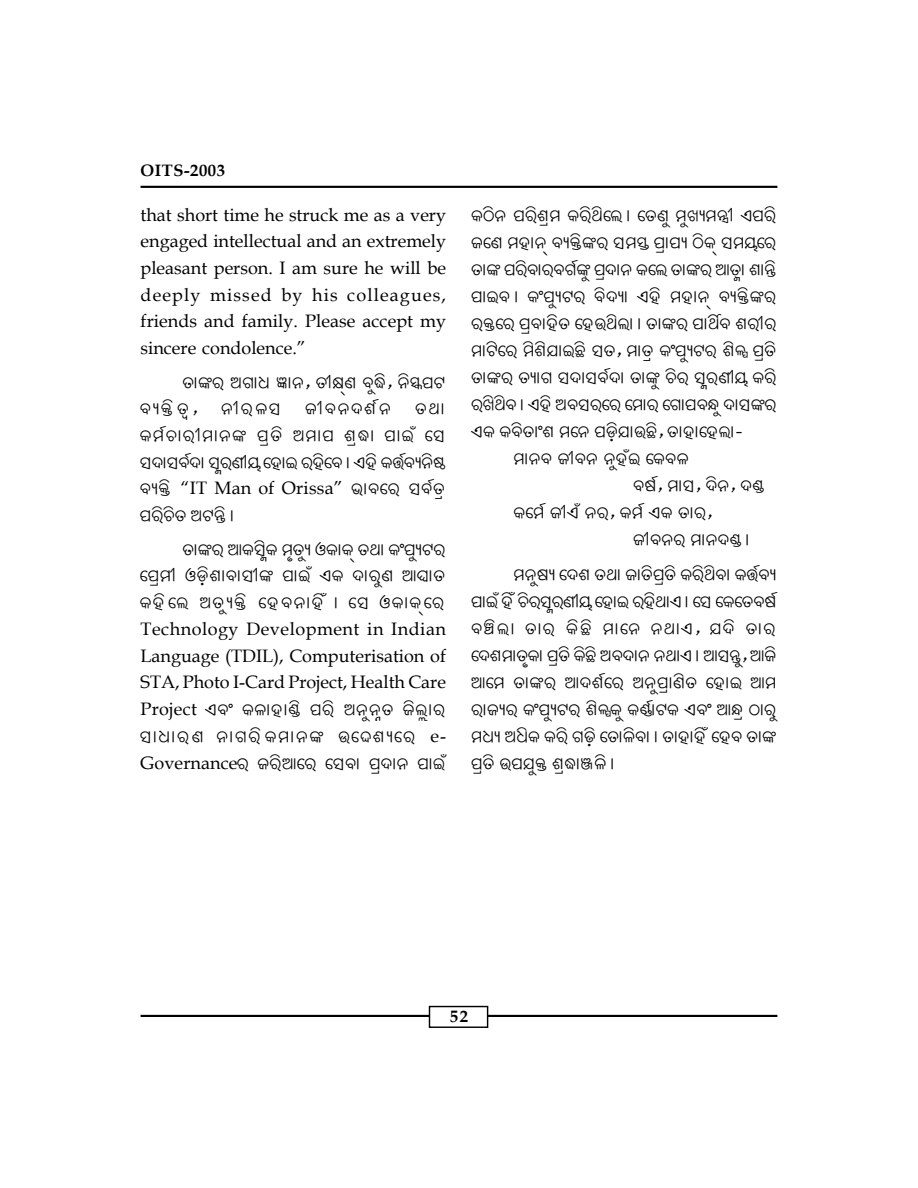 OITS-2003
that short time he struck me as a very
engaged intellectual and an extremely
pleasant person. I am sure he will be
deeply missed by his colleagues,
friends and family. Please accept my
sincere condolence.”
ତାଙ୍କର ଅଗାଧ ଜ୍ଞାନ, ତୀକ୍ଷ୍ଣ ବୁଦ୍ଧି, ନିସ୍କପଟ
ବ୍ୟକ୍ତିତ୍ୱ, ନୀରଳସ ଜୀବନଦର୍ଶନ ତଥା
କର୍ମଚାରୀମାନଙ୍କ ପ୍ରତି ଅମାପ ଶ୍ରଦ୍ଧା ପାଇଁ ସେ
ସଦାସର୍ବଦା ସ୍ମରଣୀୟ ହୋଇ ରହିବେ। ଏହି କର୍ତ୍ତବ୍ୟନିଷ୍ଠ
ବ୍ୟକ୍ତି “IT Man of Orissa” ଭାବରେ ସର୍ବତ୍ର
ପରିଚିତ ଅଟନ୍ତି।
ତାଙ୍କର ଆକସ୍ମିକ ମୃତ୍ୟୁ ଓକାକ୍ ତଥା କଂପ୍ୟୁଟର
ପ୍ରେମୀ ଓଡ଼ିଶାବାସୀଙ୍କ ପାଇଁ ଏକ ଦାରୁଣ ଆଘାତ
କହିଲେ ଅତ୍ୟୁକ୍ତି ହେବନାହିଁ । ସେ ଓକାକ୍‌ରେ
Technology Development in Indian
Language (TDIL), Computerisation of
STA, Photo I-Card Project, Health Care
Project ଏବଂ କଳାହାଣ୍ଡି ପରି ଅନୁନ୍ନତ ଜିଲ୍ଲାର
ସାଧାରଣ ନାଗରିକମାନଙ୍କ ଉଦ୍ଦେଶ୍ୟରେ e-
Governanceର ଜରିଆରେ ସେବା ପ୍ରଦାନ ପାଇଁ
କଠିନ ପରିଶ୍ରମ କରିଥିଲେ। ତେଣୁ ମୁଖ୍ୟମନ୍ତ୍ରୀ ଏପରି
ଜଣେ ମହାନ୍ ବ୍ୟକ୍ତିଙ୍କର ସମସ୍ତ ପ୍ରାପ୍ୟ ଠିକ୍ ସମୟରେ
ତାଙ୍କ ପରିବାରବର୍ଗଙ୍କୁ ପ୍ରଦାନ କଲେ ତାଙ୍କର ଆତ୍ମା ଶାନ୍ତି
ପାଇବ। କଂପ୍ୟୁଟର ବିଦ୍ୟା ଏହି ମହାନ୍ ବ୍ୟକ୍ତିଙ୍କର
ରକ୍ତରେ ପ୍ରବାହିତ ହେଉଥିଲା। ତାଙ୍କର ପାର୍ଥିବ ଶରୀର
ମାଟିରେ ମିଶିଯାଇଛି ସତ, ମାତ୍ର କଂପ୍ୟୁଟର ଶିଳ୍ପ ପ୍ରତି
ତାଙ୍କର ତ୍ୟାଗ ସଦାସର୍ବଦା ତାଙ୍କୁ ଚିର ସ୍ମରଣୀୟ କରି
ରଖିଥିବ। ଏହି ଅବସରରେ ମୋର ଗୋପବନ୍ଧୁ ଦାସଙ୍କର
ଏକ କବିତାଂଶ ମନେ ପଡ଼ିଯାଉଛି, ତାହାହେଲା-
ମାନବ ଜୀବନ ନୁହଁଇ କେବଳ
ବର୍ଷ, ମାସ, ଦିନ, ଦଣ୍ଡ
କର୍ମେ ଜୀଏଁ ନର, କର୍ମ ଏକ ତାର,
ଜୀବନର ମାନଦଣ୍ଡ।
ମନୁଷ୍ୟ ଦେଶ ତଥା ଜାତିପ୍ରତି କରିଥିବା କର୍ତ୍ତବ୍ୟ
ପାଇଁ ହିଁ ଚିରସ୍ମରଣୀୟ ହୋଇ ରହିଥାଏ। ସେ କେତେବର୍ଷ
ବଞ୍ଚିଲା ତାର କିଛି ମାନେ ନଥାଏ, ଯଦି ତାର
ଦେଶମାତୃକା ପ୍ରତି କିଛି ଅବଦାନ ନଥାଏ। ଆସନ୍ତୁ, ଆଜି
ଆମେ ତାଙ୍କର ଆଦର୍ଶରେ ଅନୁପ୍ରାଣିତ ହୋଇ ଆମ
ରାଜ୍ୟର କଂପ୍ୟୁଟର ଶିଳ୍ପକୁ କର୍ଣ୍ଣାଟକ ଏବଂ ଆନ୍ଧ୍ର ଠାରୁ
ମଧ୍ୟ ଅଧିକ କରି ଗଢ଼ି ତୋଳିବା। ତାହାହିଁ ହେବ ତାଙ୍କ
ପ୍ରତି ଉପଯୁକ୍ତ ଶ୍ରଦ୍ଧାଞ୍ଜଳି।
52